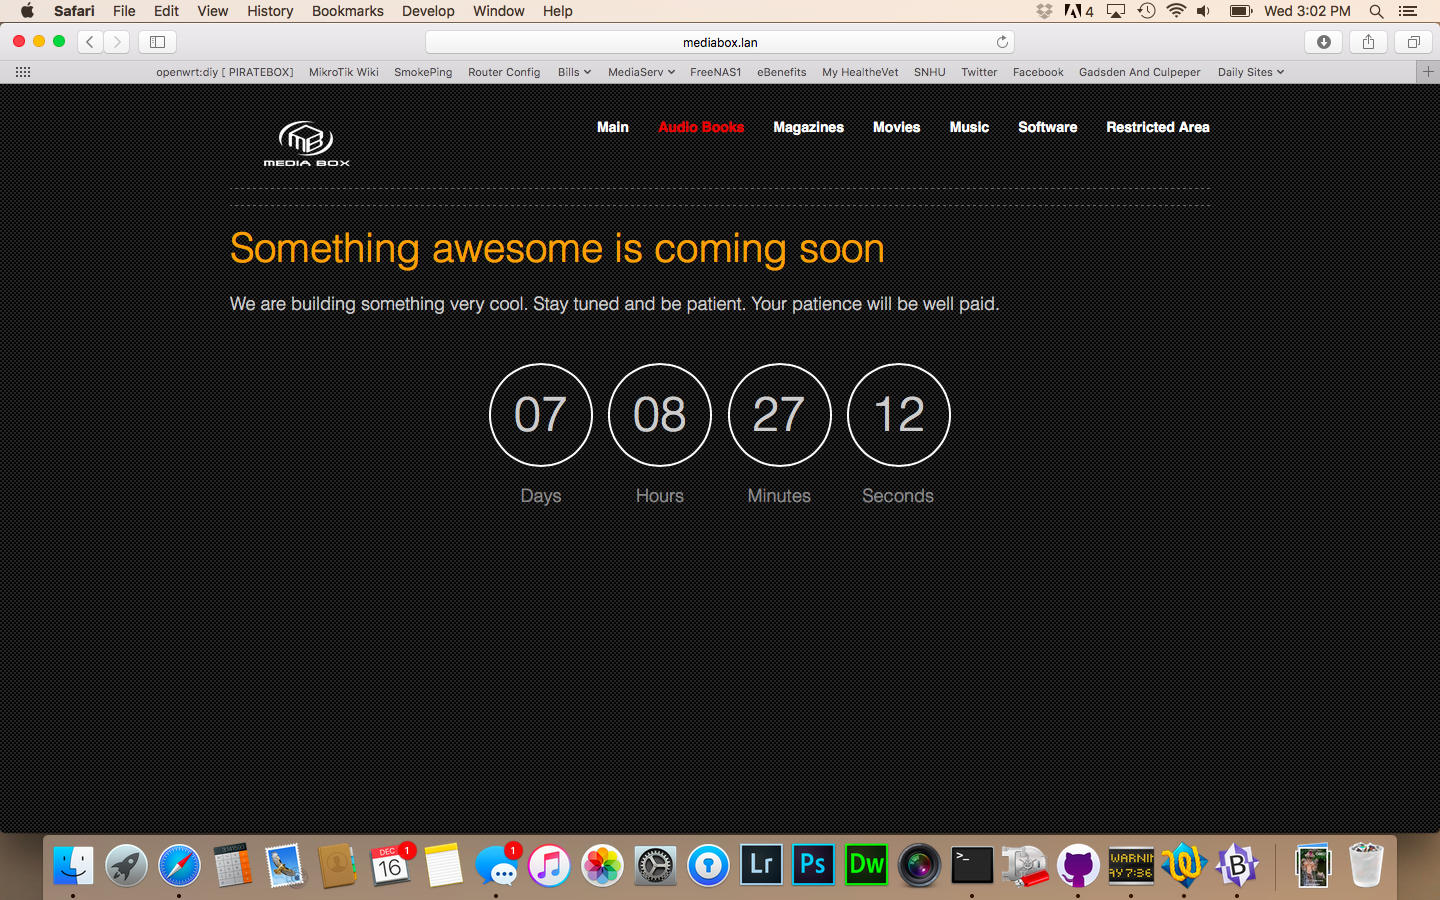 Safari File Edit View History Bookmarks Develop Window Help 4 Wed 3:02 PM
mediabox.lan
openwrt:diy [ PIRATEBOX] MikroTik Wiki SmokePing Router Config Bills MediaServ FreeNAS1 eBenefits My HealtheVet SNHU Twitter Facebook Gadsden And Culpeper Daily Sites
MB
MEDIA BOX
Main Audio Books Magazines Movies Music Software Restricted Area
Something awesome is coming soon
We are building something very cool. Stay tuned and be patient. Your patience will be well paid.
07 08 27 12
Days Hours Minutes Seconds
DEC 1 1
16 Lr Ps Dw >_ WARNIN
AY 7:36
B